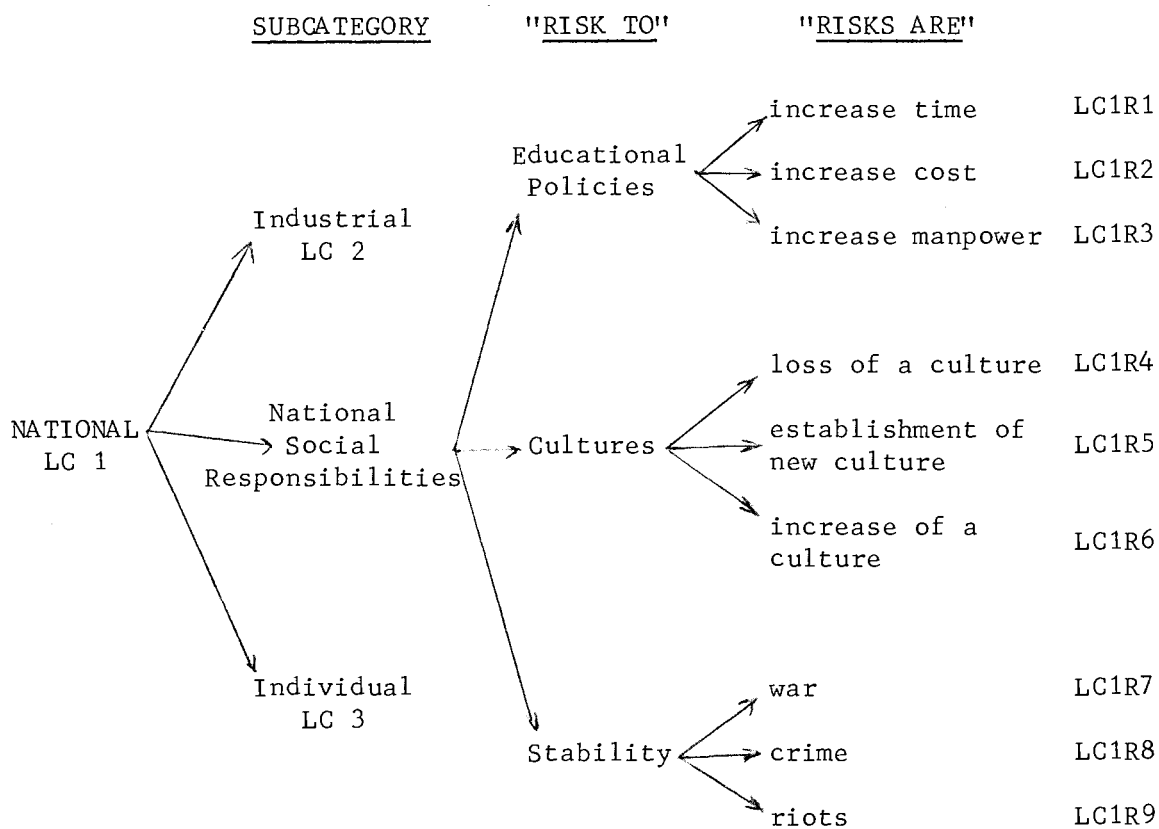 SUBCATEGORY "RISK TO" "RISKS ARE"
increase time LC1R1
Educational
Policies
increase cost LC1R2
increase manpower LC1R3
Industrial
LC 2
loss of a culture LC1R4
NATIONAL
LC 1
National
Social
Responsibilities
Cultures
establishment of
new culture
LC1R5
increase of a
culture
LC1R6
Individual
LC 3
war LC1R7
Stability
crime LC1R8
riots LC1R9